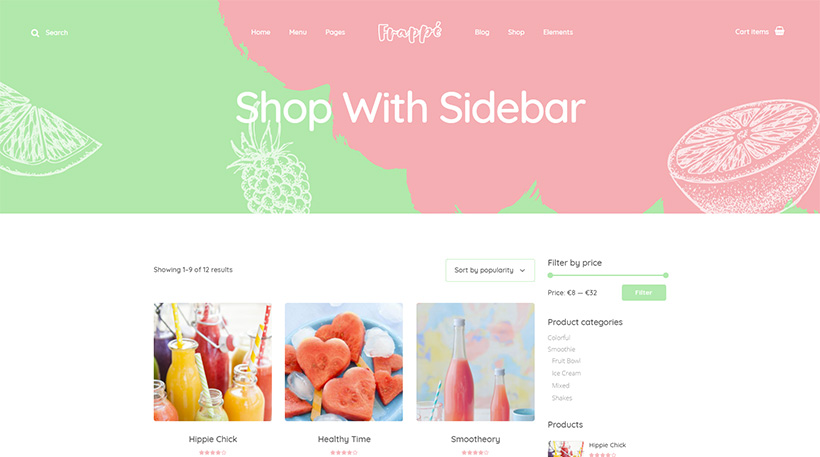 Search
Home Menu Pages Frappé Blog Shop Elements
Cart Items
Shop With Sidebar
Showing 1–9 of 12 results
Sort by popularity
Filter by price
Price: €8 — €32
Filter
Product categories
Colorful
Smoothie
Fruit Bowl
Ice Cream
Mixed
Shakes
Products
Hippie Chick
Hippie Chick
Healthy Time
Smootheory